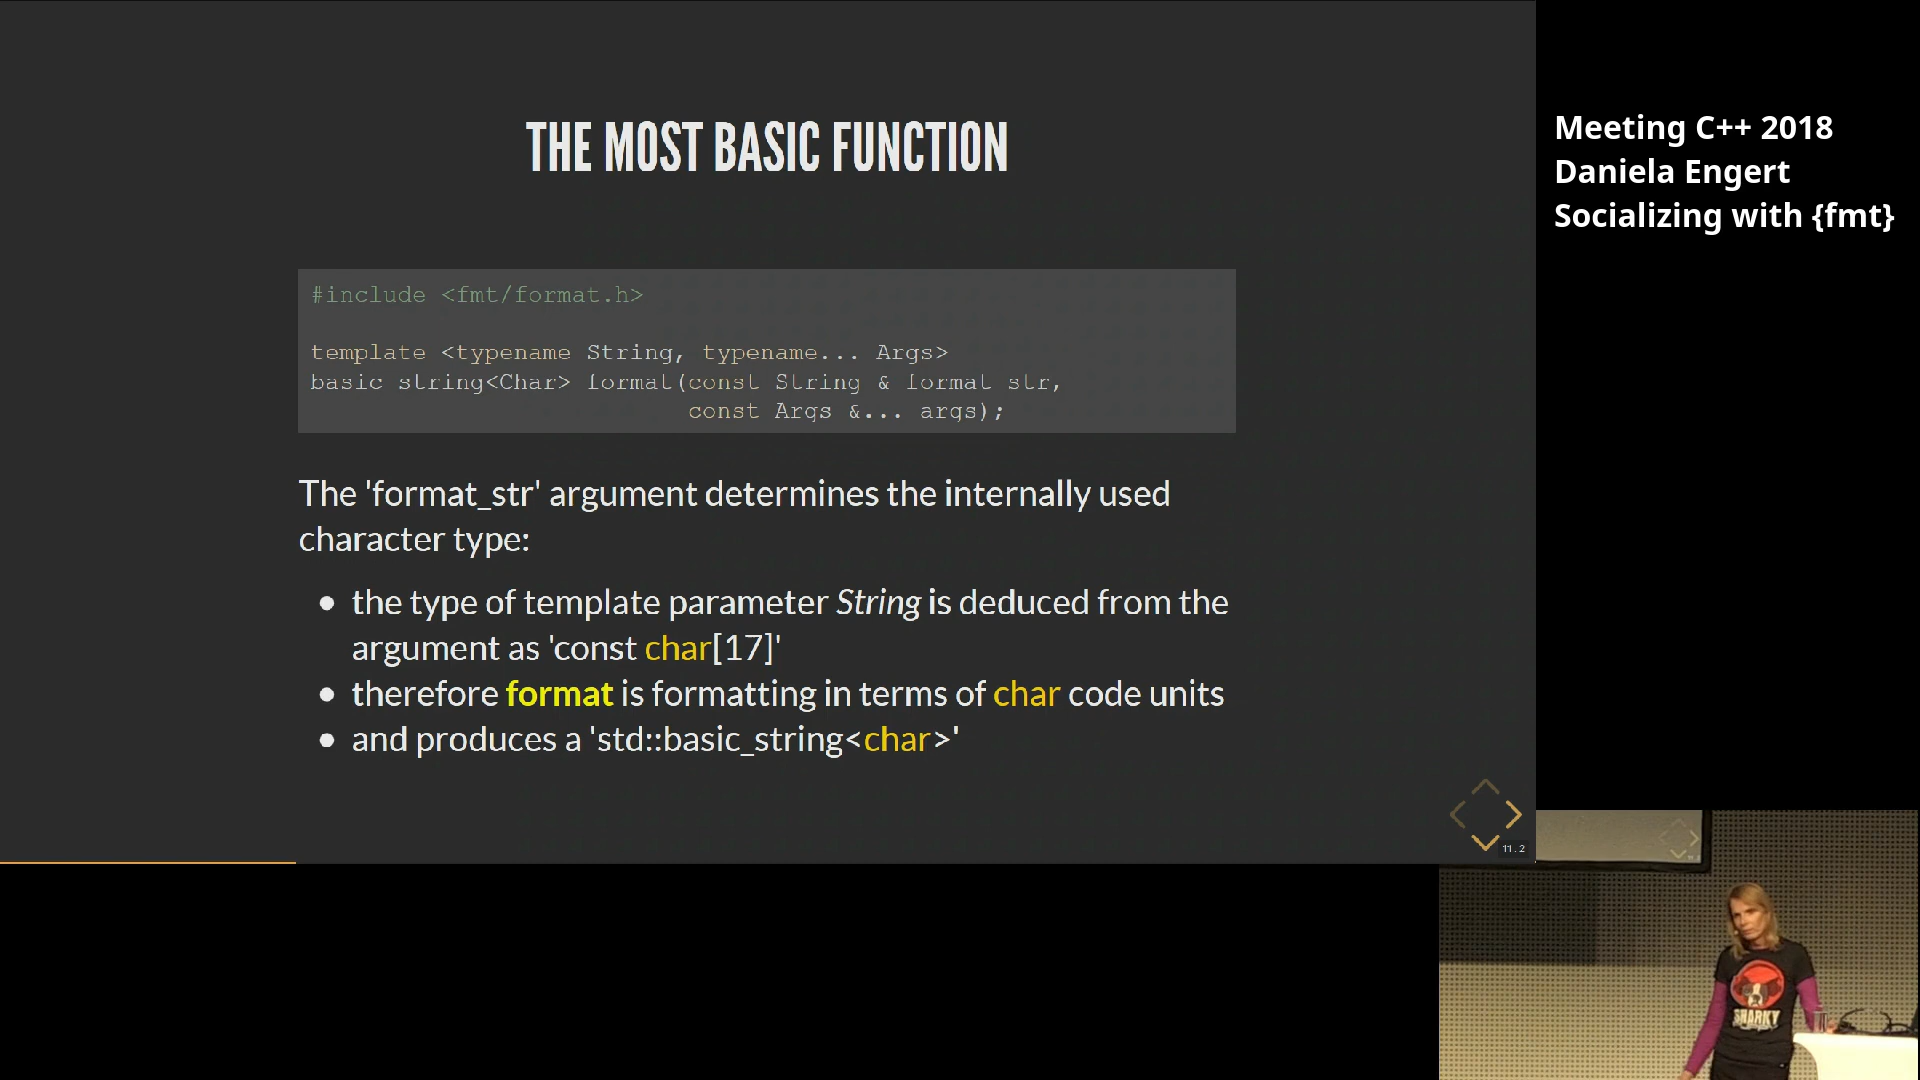 THE MOST BASIC FUNCTION
#include <fmt/format.h>
template <typename String, typename... Args>
basic_string<Char> format(const String & format_str,
const Args &... args);
The 'format_str' argument determines the internally used
character type:
• the type of template parameter String is deduced from the
argument as 'const char[17]'
• therefore format is formatting in terms of char code units
• and produces a 'std::basic_string<char>'
11.2
Meeting C++ 2018
Daniela Engert
Socializing with {fmt}
SHARKY